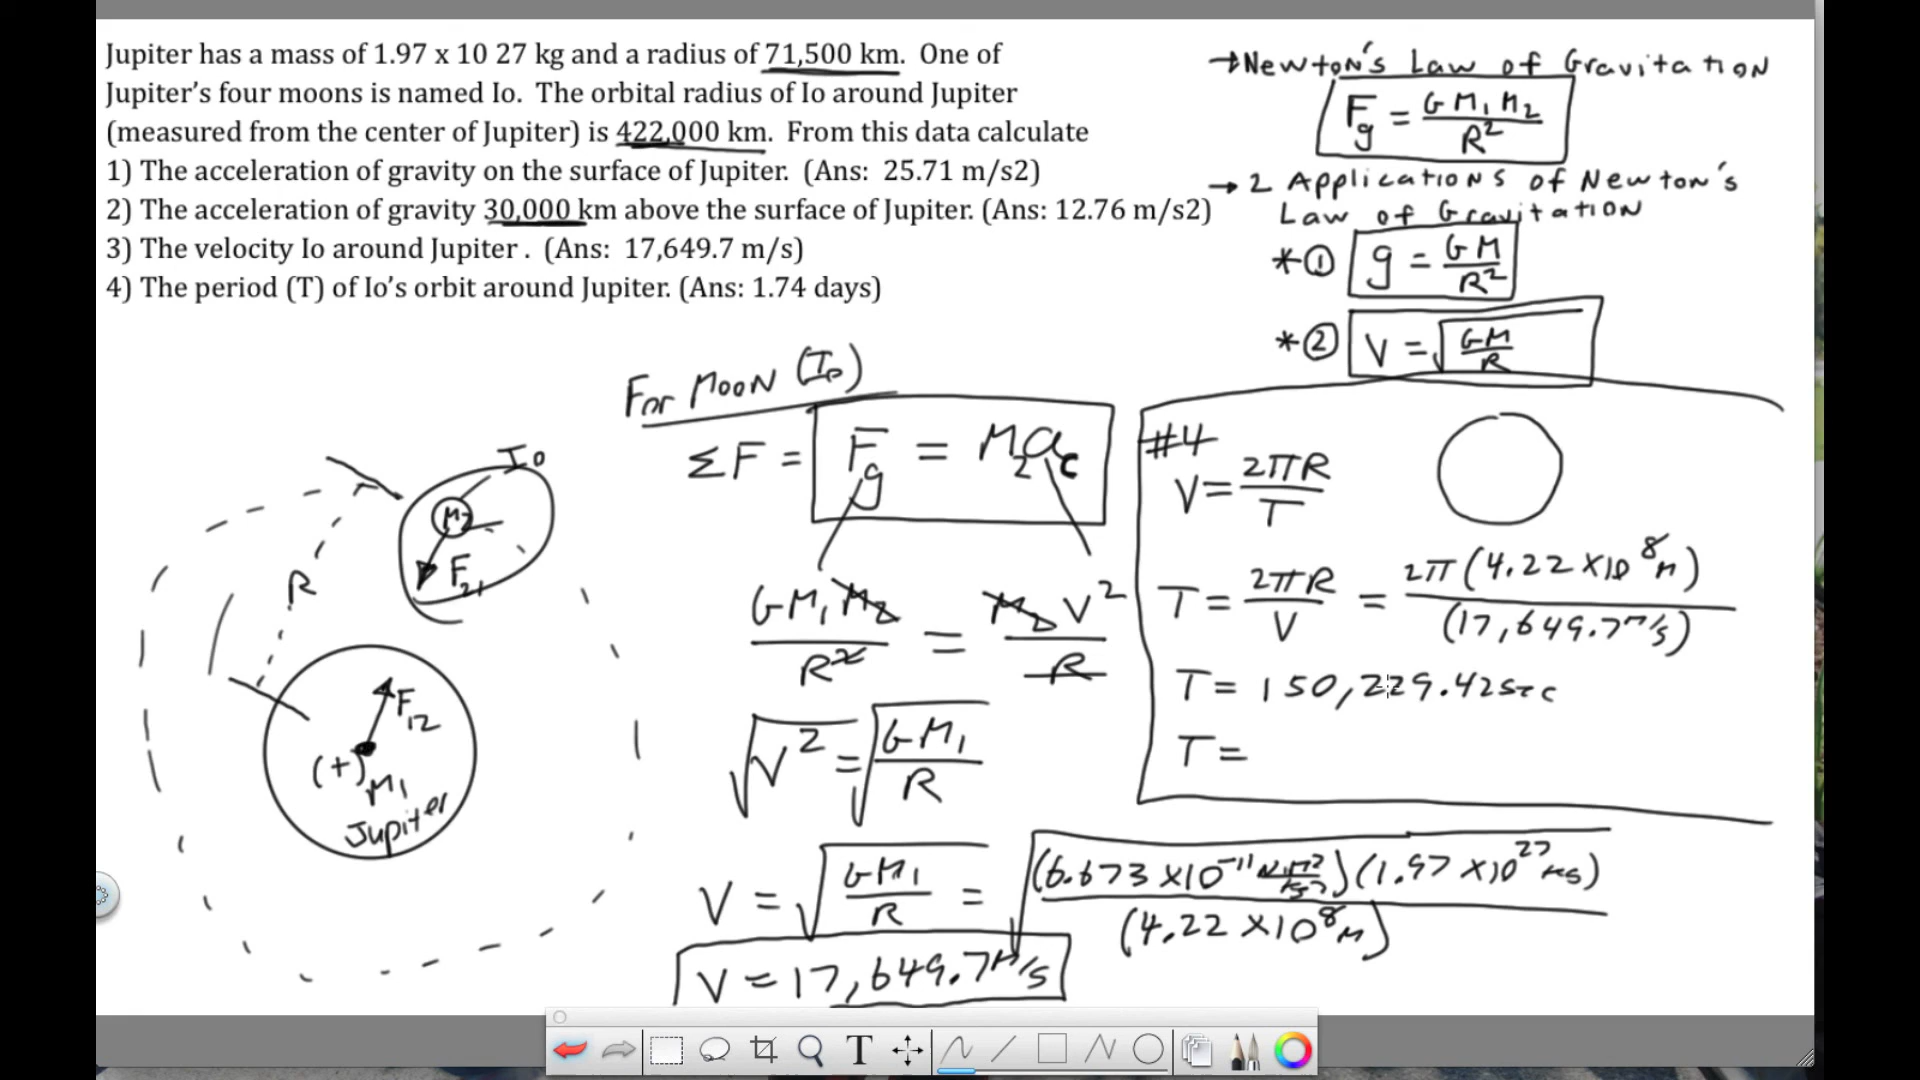 Jupiter has a mass of 1.97 x 10 27 kg and a radius of 71,500 km. One of
Jupiter's four moons is named Io. The orbital radius of Io around Jupiter
(measured from the center of Jupiter) is 422,000 km. From this data calculate
1) The acceleration of gravity on the surface of Jupiter. (Ans: 25.71 m/s2)
2) The acceleration of gravity 30,000 km above the surface of Jupiter. (Ans: 12.76 m/s2)
3) The velocity Io around Jupiter . (Ans: 17,649.7 m/s)
4) The period (T) of Io's orbit around Jupiter. (Ans: 1.74 days)
→Newton's Law of Gravitation
Fg = GM₁M₂/R²
→ 2 Applications of Newton's
Law of Gravitation
*① g = GM/R²
*② V = √(GM/R)
For Moon (Io)
ΣF = Fg = M₂ac
GM₁M₂/R² = M₂V²/R
√V² = √(GM₁/R)
V = √(GM₁/R) = √((6.673 x10⁻¹¹ N·m²/kg²)(1.97 x10²⁷ kg)/(4.22 x10⁸ m))
V = 17,649.7 m/s
Io
M₂
F₂₁
R
F₁₂
(+)
M₁
Jupiter
#4
V = 2πR/T
T = 2πR/V = 2π(4.22 x10⁸ m)/(17,649.7 m/s)
T = 150,229.42 sec
T =
T